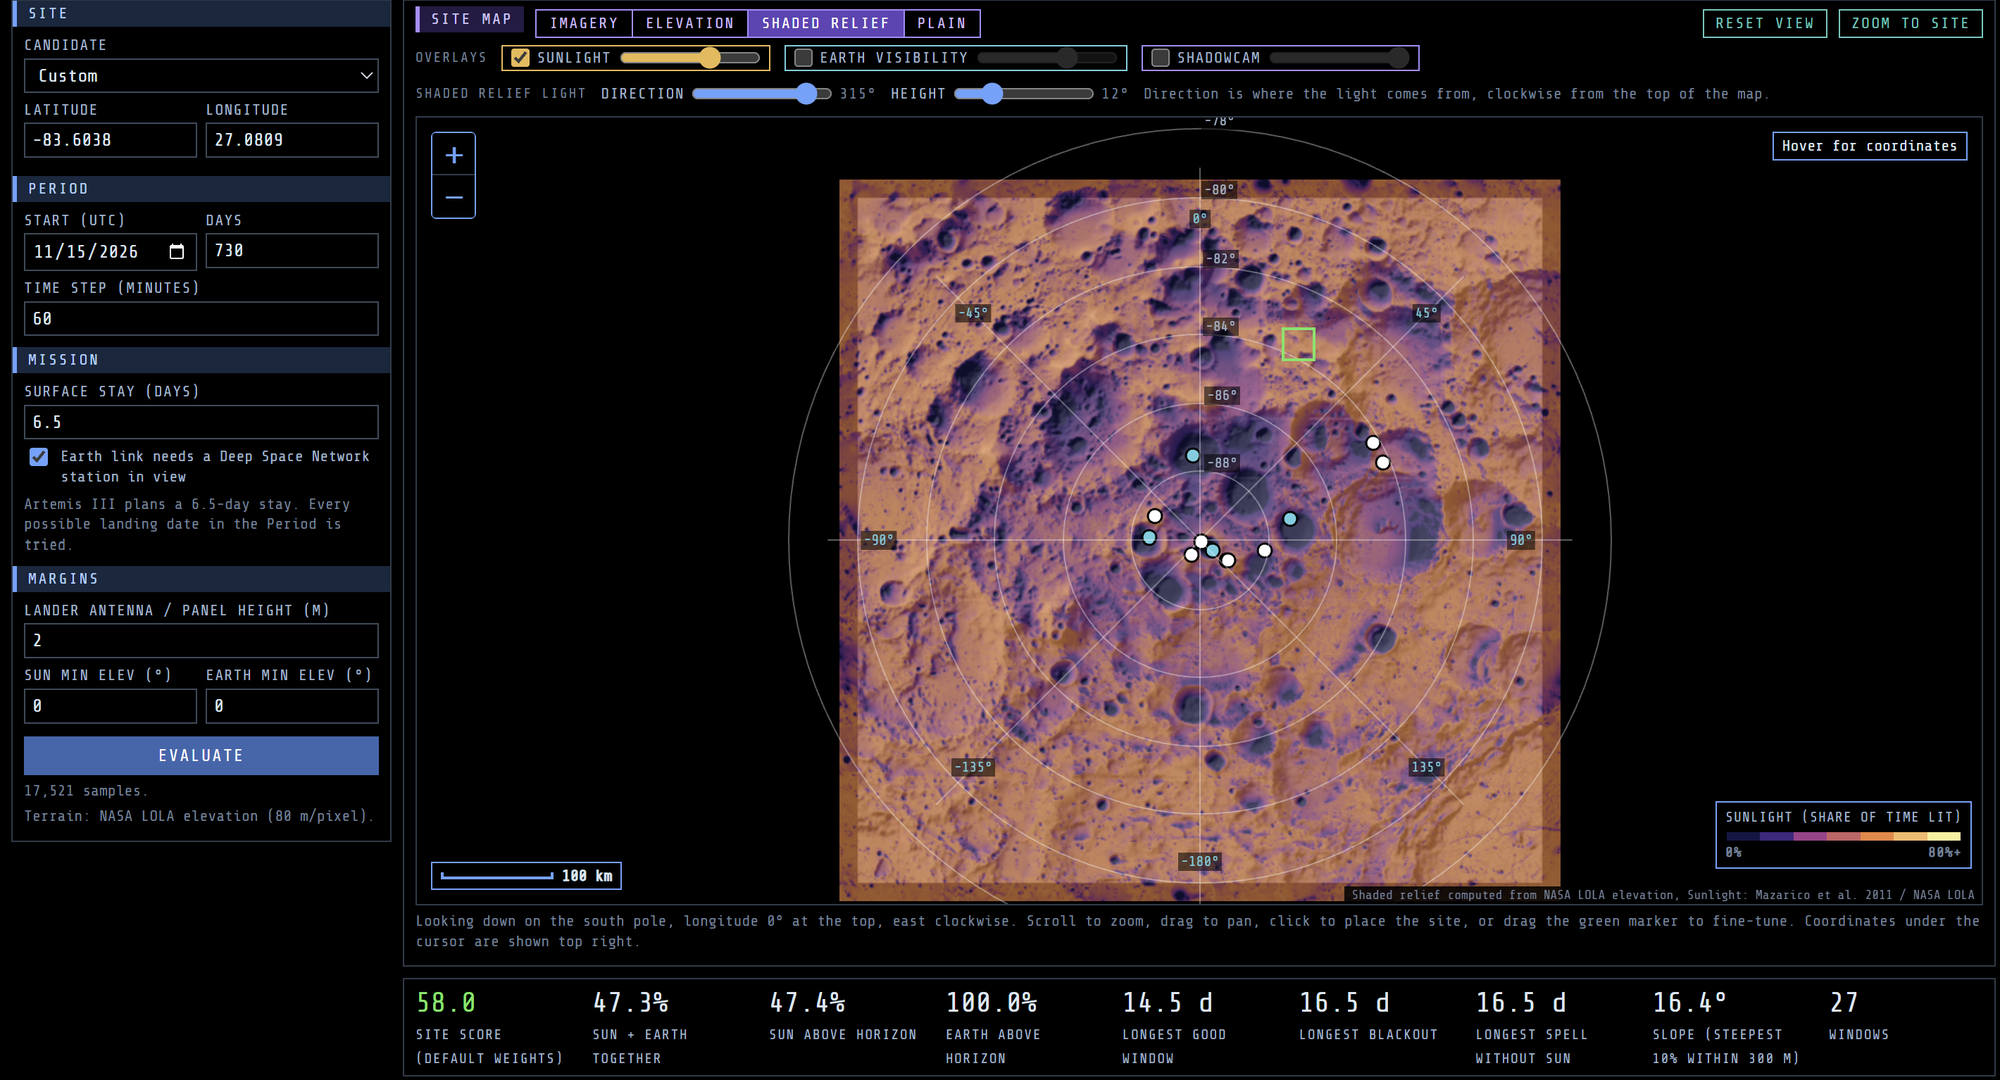 SITE
CANDIDATE
Custom
LATITUDE LONGITUDE
-83.6038 27.0809
PERIOD
START (UTC) DAYS
11/15/2026 730
TIME STEP (MINUTES)
60
MISSION
SURFACE STAY (DAYS)
6.5
Earth link needs a Deep Space Network
station in view
Artemis III plans a 6.5-day stay. Every
possible landing date in the Period is
tried.
MARGINS
LANDER ANTENNA / PANEL HEIGHT (M)
2
SUN MIN ELEV (°) EARTH MIN ELEV (°)
0 0
EVALUATE
17,521 samples.
Terrain: NASA LOLA elevation (80 m/pixel).
SITE MAP IMAGERY ELEVATION SHADED RELIEF PLAIN RESET VIEW ZOOM TO SITE
OVERLAYS SUNLIGHT EARTH VISIBILITY SHADOWCAM
SHADED RELIEF LIGHT DIRECTION 315° HEIGHT 12° Direction is where the light comes from, clockwise from the top of the map.
+
−
Hover for coordinates
-78°
-80°
0°
-82°
-45° 45°
-84°
-86°
-88°
-90° 90°
-135° 135°
-180°
SUNLIGHT (SHARE OF TIME LIT)
0% 80%+
100 km
Shaded relief computed from NASA LOLA elevation, Sunlight: Mazarico et al. 2011 / NASA LOLA
Looking down on the south pole, longitude 0° at the top, east clockwise. Scroll to zoom, drag to pan, click to place the site, or drag the green marker to fine-tune. Coordinates under the
cursor are shown top right.
58.0 47.3% 47.4% 100.0% 14.5 d 16.5 d 16.5 d 16.4° 27
SITE SCORE SUN + EARTH SUN ABOVE HORIZON EARTH ABOVE LONGEST GOOD LONGEST BLACKOUT LONGEST SPELL SLOPE (STEEPEST WINDOWS
(DEFAULT WEIGHTS) TOGETHER HORIZON WINDOW WITHOUT SUN 10% WITHIN 300 M)